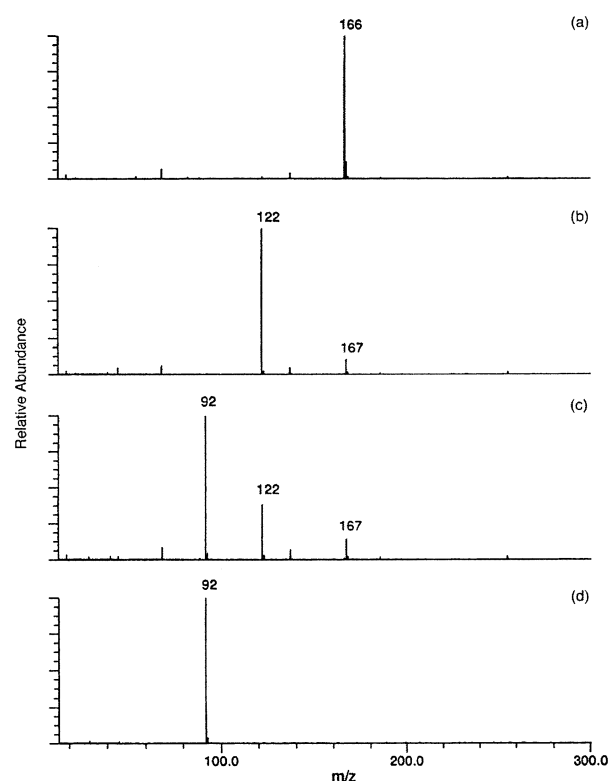 166
(a)
122
(b)
167
Relative Abundance
92
(c)
122
167
92
(d)
100.0
200.0
300.0
m/z